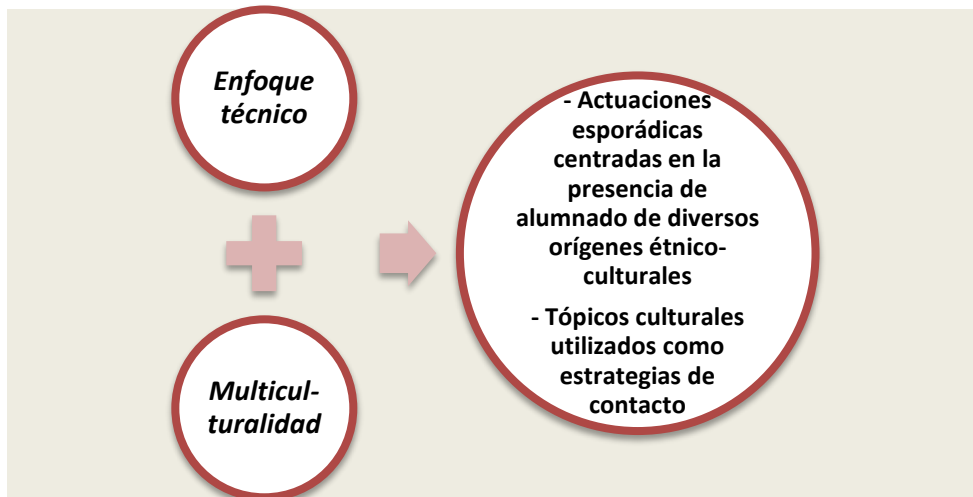 Enfoque
técnico
Multicul-
turalidad
- Actuaciones
esporádicas
centradas en la
presencia de
alumnado de diversos
orígenes étnico-
culturales
- Tópicos culturales
utilizados como
estrategias de
contacto